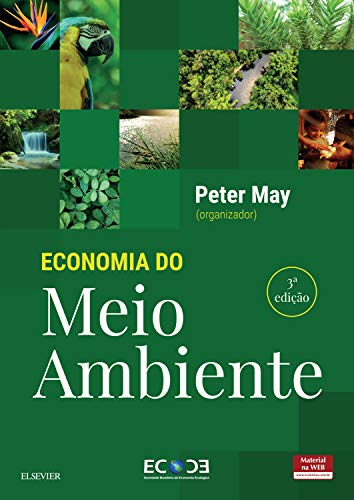 Peter May
(organizador)
ECONOMIA DO
Meio
Ambiente
3ª
edição
ELSEVIER
ECOECO
Sociedade Brasileira de Economia Ecológica
Material
na WEB